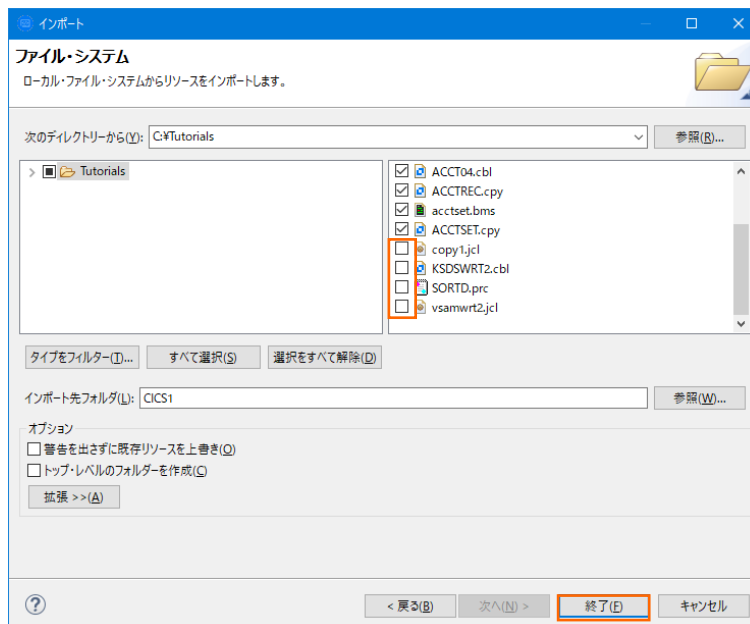 インポート
ファイル・システム
ローカル・ファイル・システムからリソースをインポートします。
次のディレクトリーから(Y): C:¥Tutorials 参照(R)...
Tutorials
ACCT04.cbl
ACCTREC.cpy
acctset.bms
ACCTSET.cpy
copy1.jcl
KSDSWRT2.cbl
SORTD.prc
vsamwrt2.jcl
タイプをフィルター(T)... すべて選択(S) 選択をすべて解除(D)
インポート先フォルダ(L): CICS1 参照(W)...
オプション
警告を出さずに既存リソースを上書き(O)
トップ・レベルのフォルダーを作成(C)
拡張 >>(A)
< 戻る(B) 次へ(N) > 終了(F) キャンセル